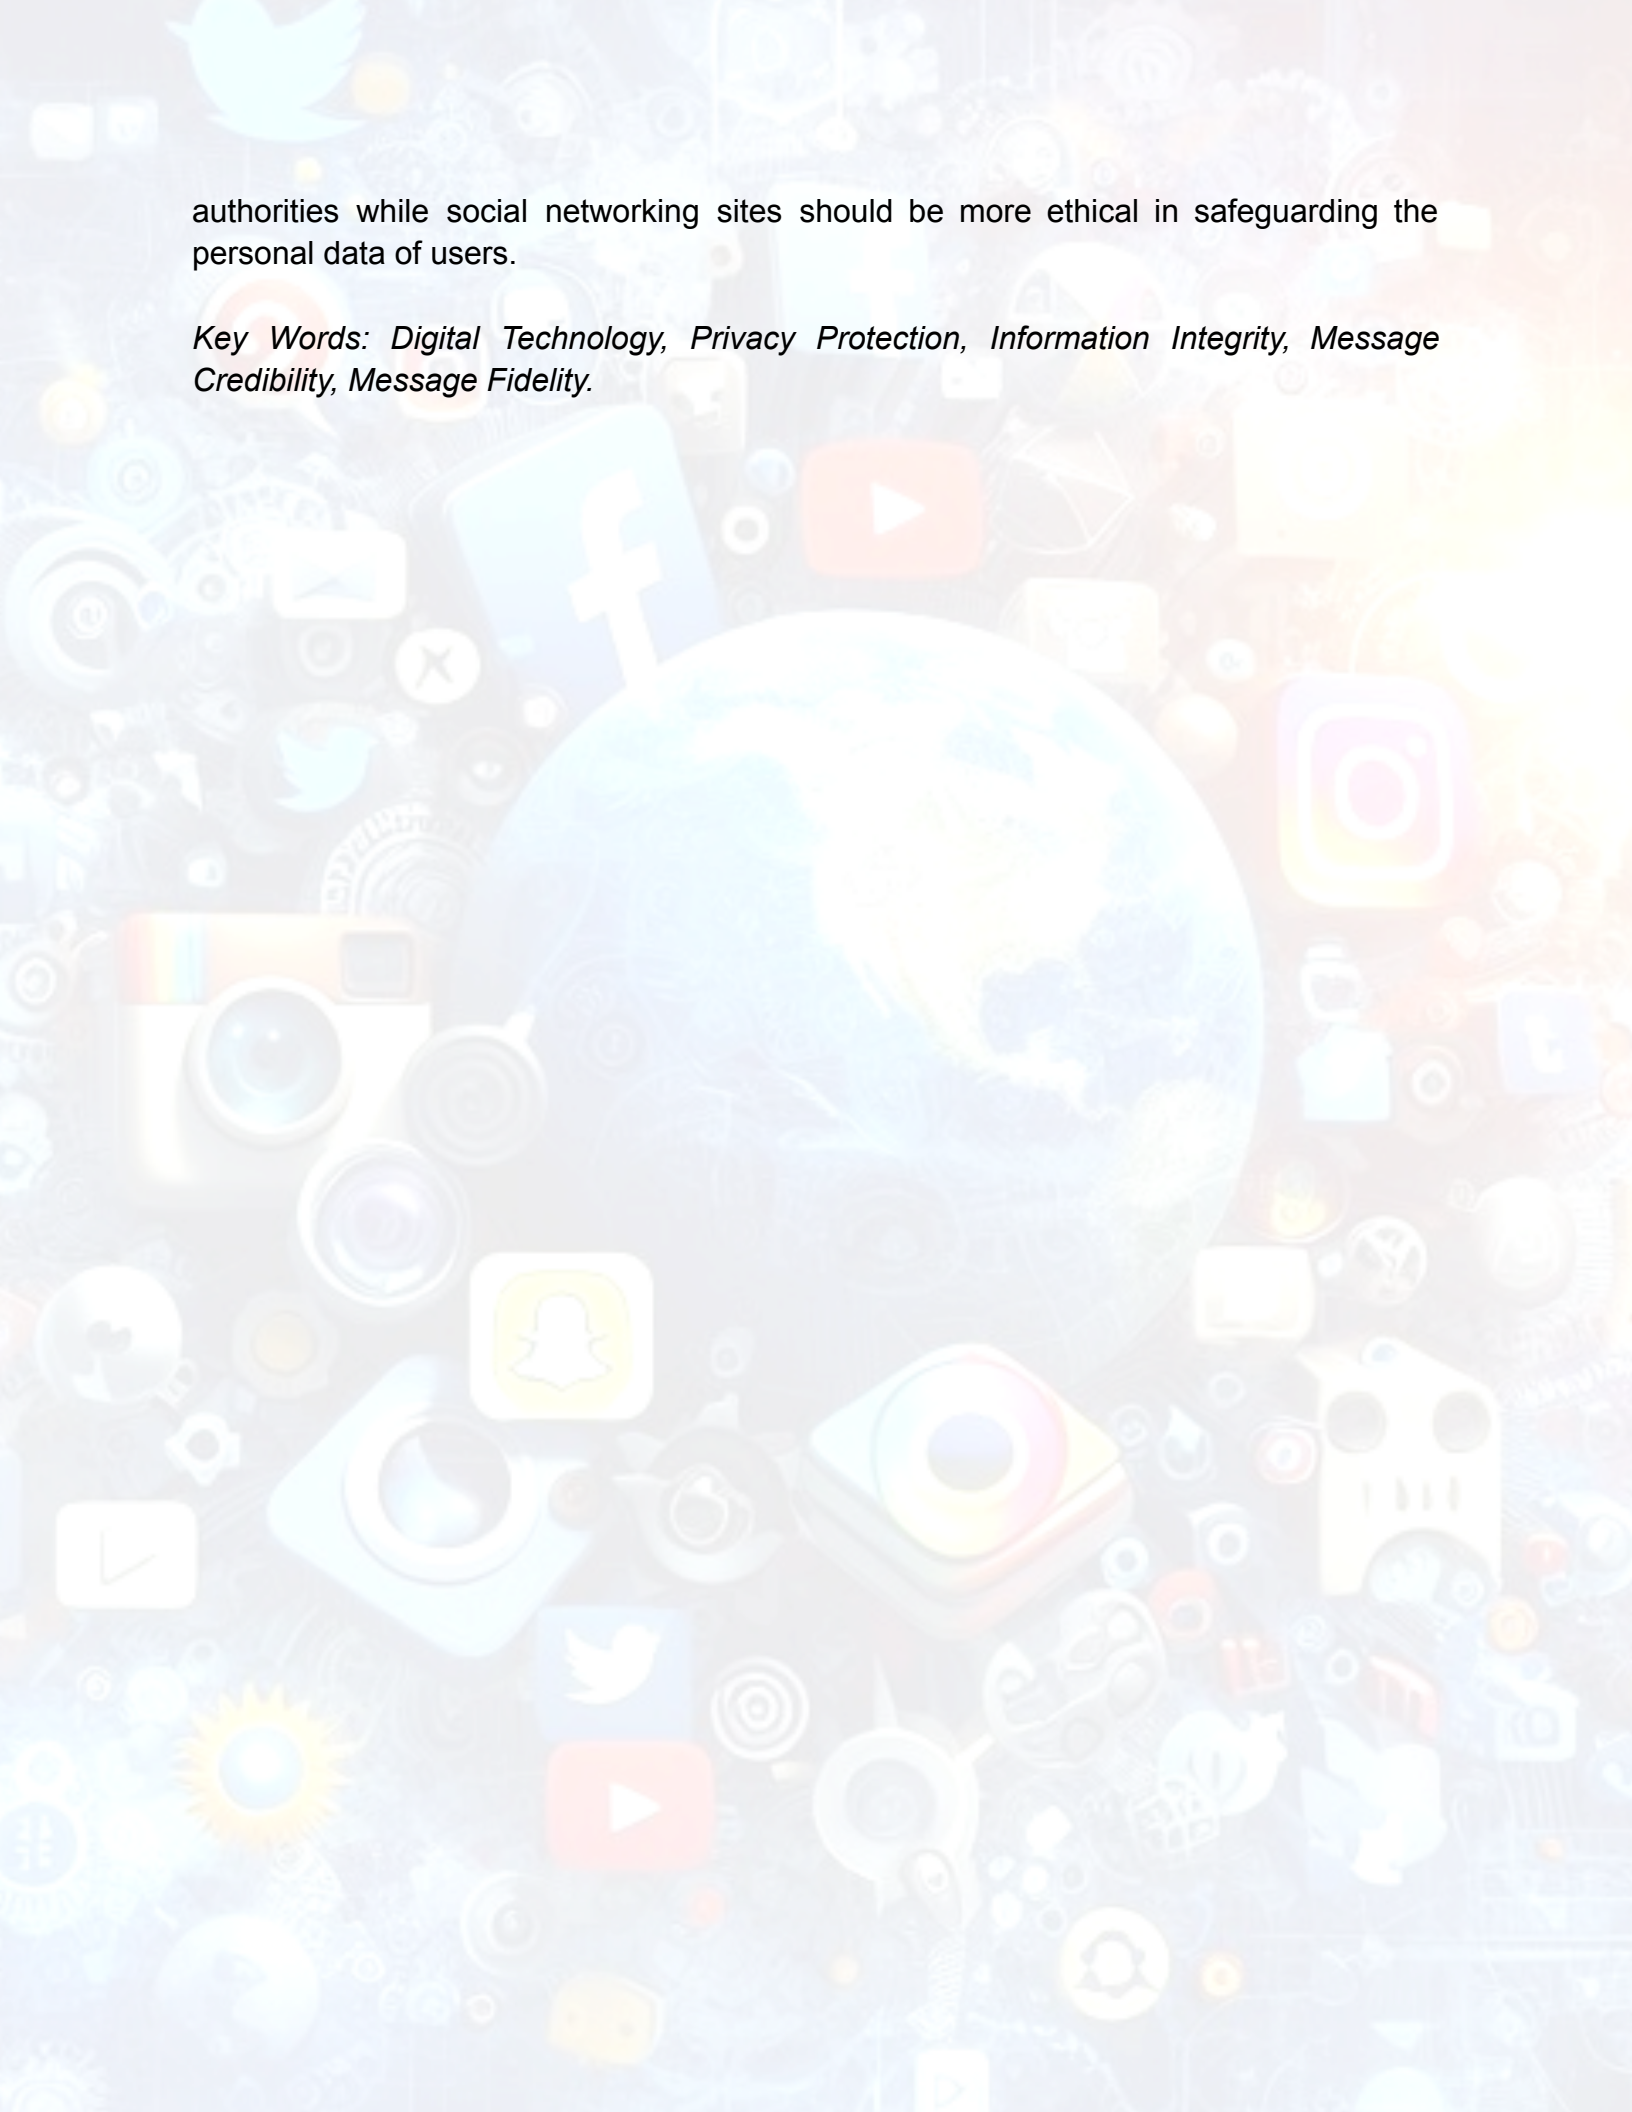 authorities while social networking sites should be more ethical in safeguarding the
personal data of users.
Key Words: Digital Technology, Privacy Protection, Information Integrity, Message
Credibility, Message Fidelity.